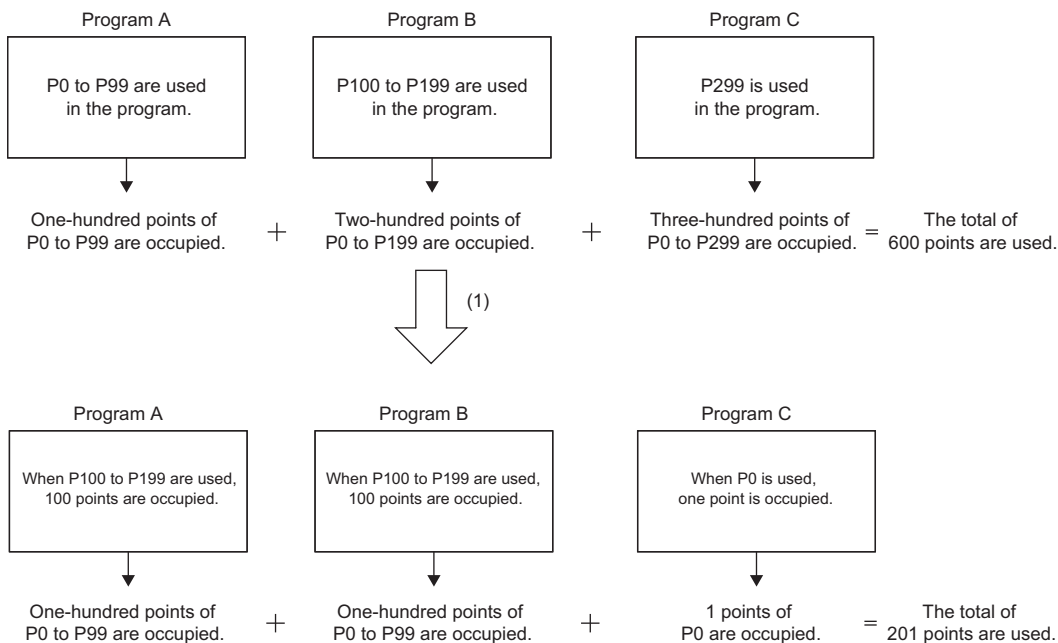 Program A
Program B
Program C
P0 to P99 are used
in the program.
P100 to P199 are used
in the program.
P299 is used
in the program.
One-hundred points of
P0 to P99 are occupied.
+
Two-hundred points of
P0 to P199 are occupied.
+
Three-hundred points of
P0 to P299 are occupied.
=
The total of
600 points are used.
(1)
Program A
Program B
Program C
When P100 to P199 are used,
100 points are occupied.
When P100 to P199 are used,
100 points are occupied.
When P0 is used,
one point is occupied.
One-hundred points of
P0 to P99 are occupied.
+
One-hundred points of
P0 to P99 are occupied.
+
1 points of
P0 are occupied.
=
The total of
201 points are used.